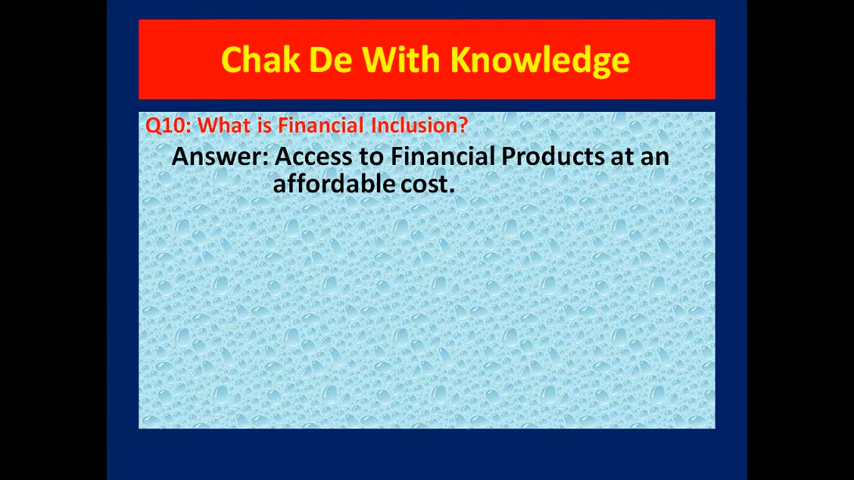 Chak De With Knowledge
Q10: What is Financial Inclusion?
Answer: Access to Financial Products at an
affordable cost.